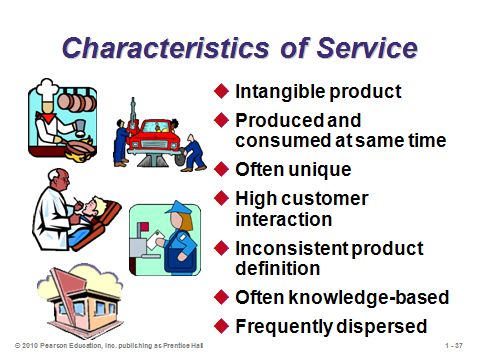 Characteristics of Service
◆ Intangible product
◆ Produced and
consumed at same time
◆ Often unique
◆ High customer
interaction
◆ Inconsistent product
definition
◆ Often knowledge-based
◆ Frequently dispersed
© 2010 Pearson Education, Inc. publishing as Prentice Hall
1 - 37